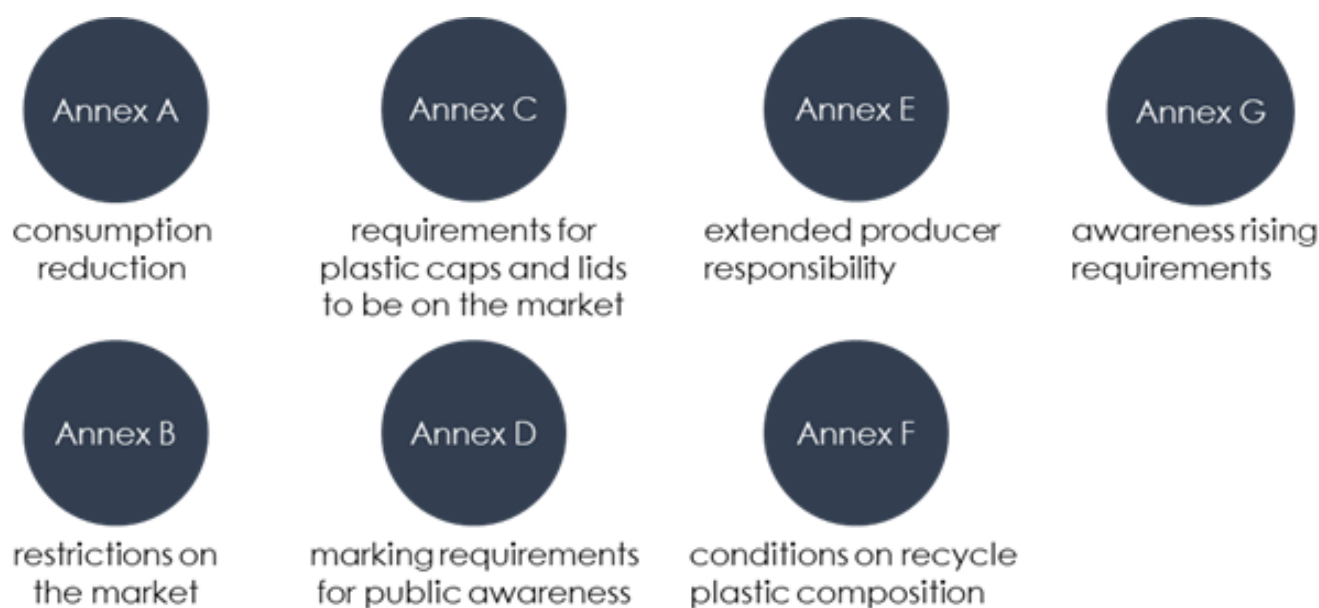 Annex A
consumption
reduction
Annex B
restrictions on
the market
Annex C
requirements for
plastic caps and lids
to be on the market
Annex D
marking requirements
for public awareness
Annex E
extended producer
responsibility
Annex F
conditions on recycle
plastic composition
Annex G
awareness rising
requirements